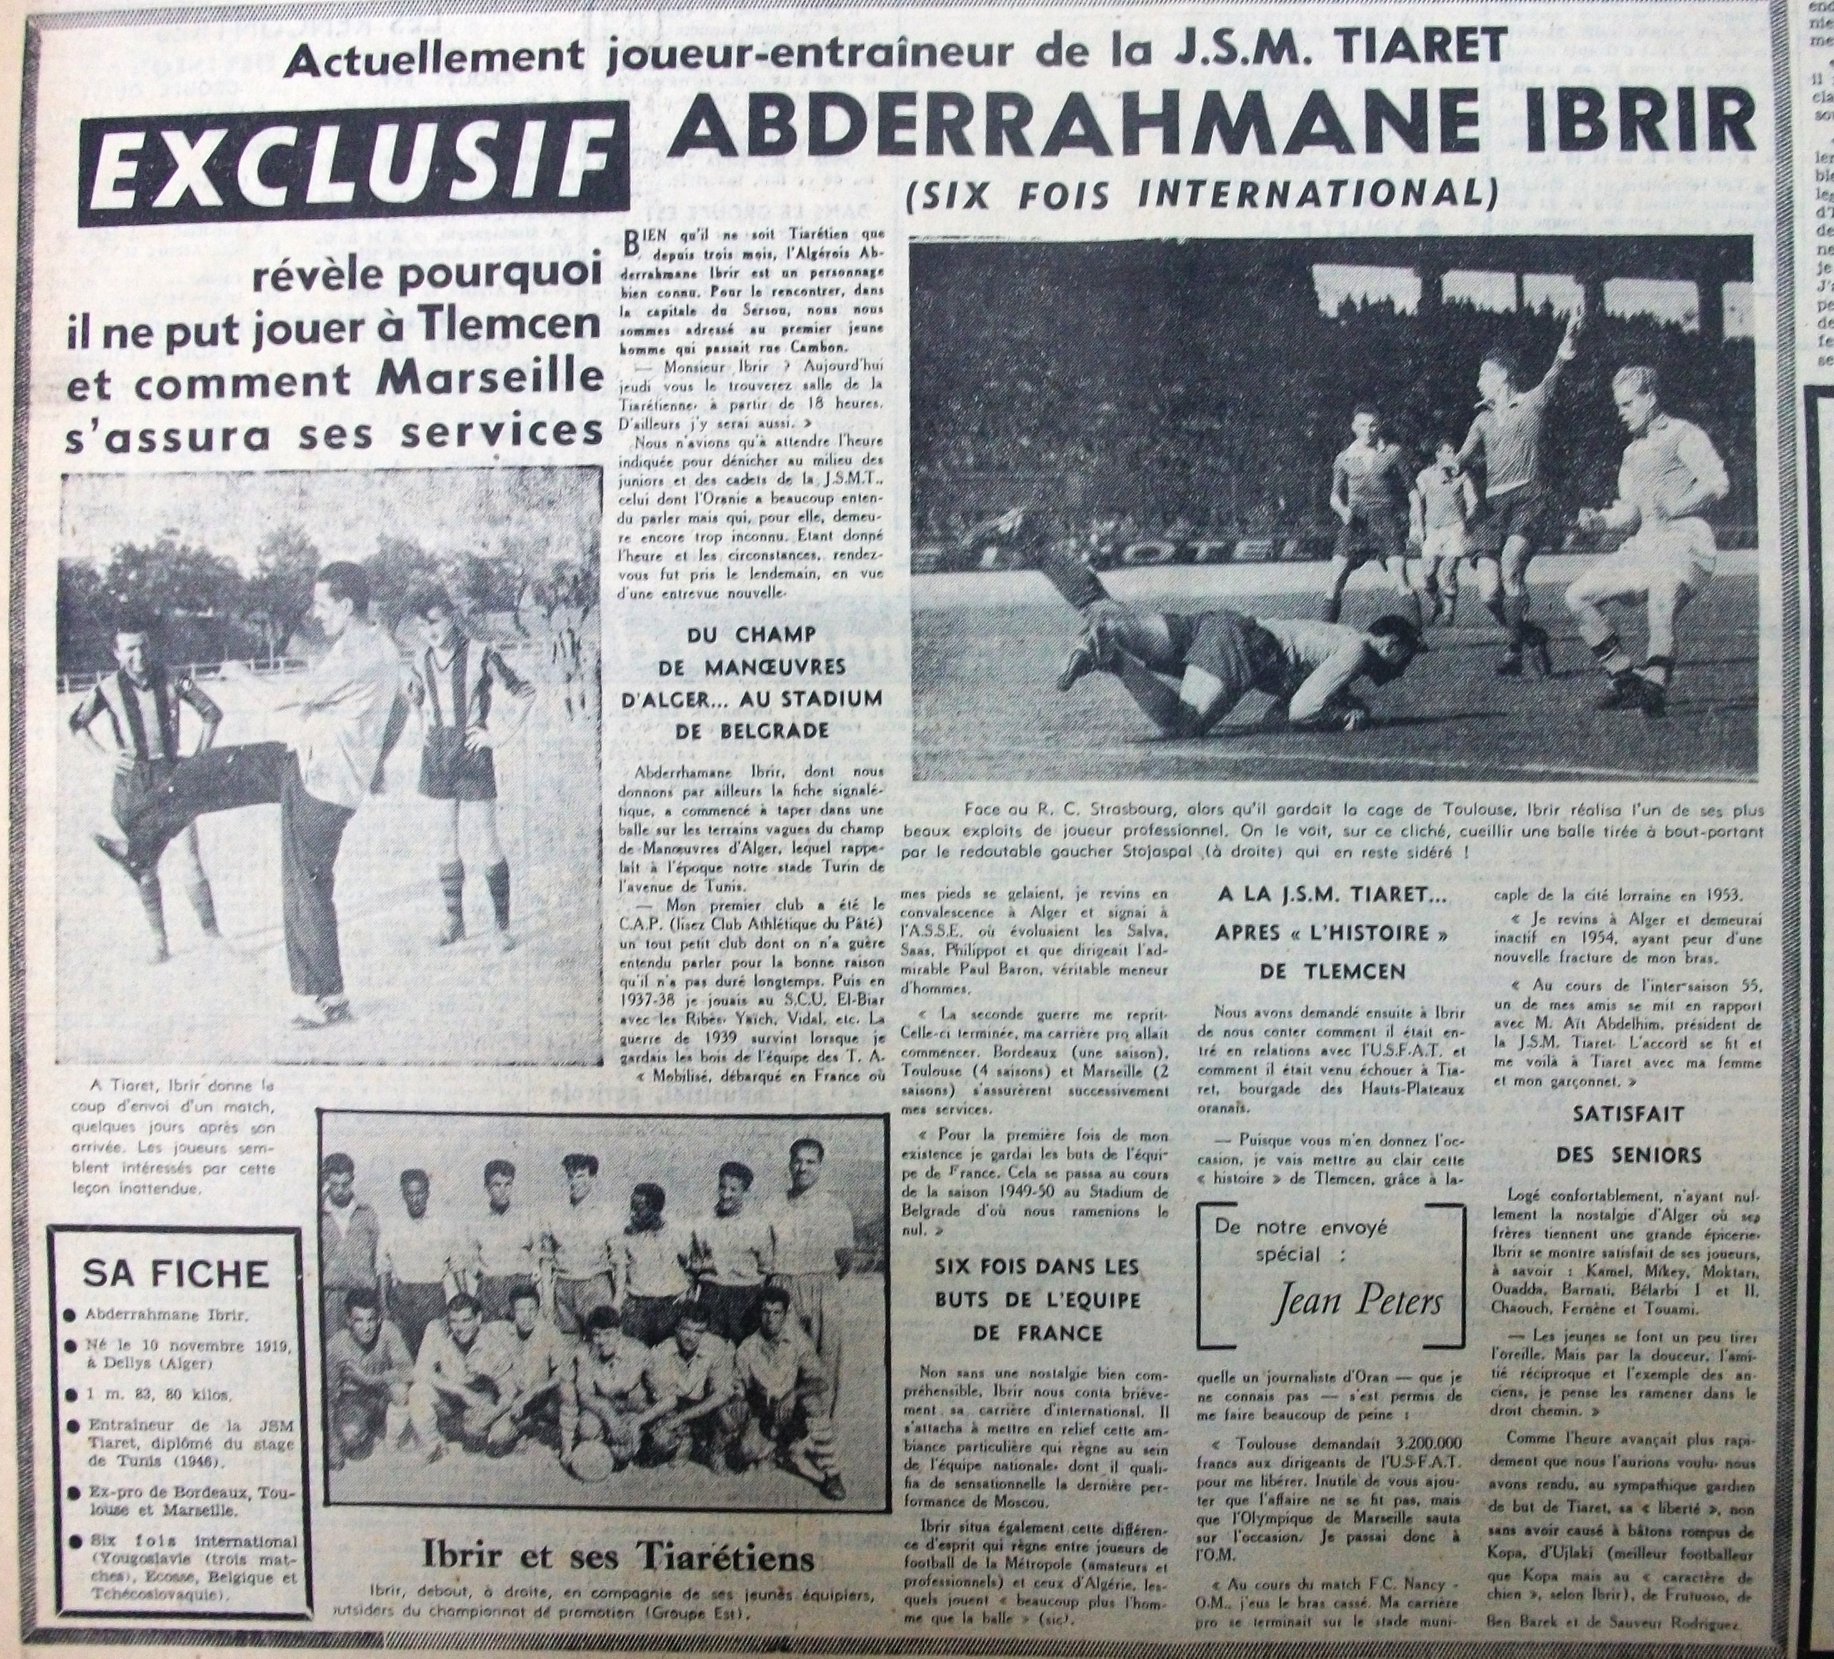 Actuellement joueur-entraîneur de la J.S.M. TIARET
EXCLUSIF
ABDERRAHMANE IBRIR
(SIX FOIS INTERNATIONAL)
révèle pourquoi
il ne put jouer à Tlemcen
et comment Marseille
s'assura ses services
BIEN qu'il ne soit Tiarétien que
depuis trois mois, l'Algérois Ab-
derrahmane Ibrir est un personnage
bien connu. Pour le rencontrer, dans
la capitale du Sersou, nous nous
sommes adressé au premier jeune
homme qui passait rue Cambon.
— Monsieur Ibrir ? Aujourd'hui
jeudi vous le trouverez salle de la
Tiarétienne, à partir de 18 heures.
D'ailleurs j'y serai aussi. »
Nous n'avions qu'à attendre l'heure
indiquée pour dénicher au milieu des
juniors et des cadets de la J.S.M.T.,
celui dont l'Oranie a beaucoup enten-
du parler mais qui, pour elle, demeu-
re encore trop inconnu. Etant donné
l'heure et les circonstances, rendez-
vous fut pris le lendemain, en vue
d'une entrevue nouvelle.
DU CHAMP
DE MANŒUVRES
D'ALGER... AU STADIUM
DE BELGRADE
Abderrhamane Ibrir, dont nous
donnons par ailleurs la fiche signalé-
tique, a commencé à taper dans une
balle sur les terrains vagues du champ
de Manœuvres d'Alger, lequel rappe-
lait à l'époque notre stade Turin de
l'avenue de Tunis.
— Mon premier club a été le
C.A.P. (lisez Club Athlétique du Pâté)
un tout petit club dont on n'a guère
entendu parler pour la bonne raison
qu'il n'a pas duré longtemps. Puis en
1937-38 je jouais au S.C.U. El-Biar
avec les Ribès, Yaïch, Vidal, etc. La
guerre de 1939 survint lorsque je
gardais les bois de l'équipe des T. A.
« Mobilisé, débarqué en France où
A Tiaret, Ibrir donne le
coup d'envoi d'un match,
quelques jours après son
arrivée. Les joueurs sem-
blent intéressés par cette
leçon inattendue.
SA FICHE
● Abderrahmane Ibrir.
● Né le 10 novembre 1919,
à Dellys (Alger)
● 1 m. 83, 80 kilos.
● Entraîneur de la JSM
Tiaret, diplômé du stage
de Tunis (1946).
● Ex-pro de Bordeaux, Tou-
louse et Marseille.
● Six fois international
(Yougoslavie (trois mat-
ches), Ecosse, Belgique et
Tchécoslovaquie).
Ibrir et ses Tiarétiens
Ibrir, debout, à droite, en compagnie de ses jeunes équipiers,
outsiders du championnat de promotion (Groupe Est).
HOTEL
Face au R. C. Strasbourg, alors qu'il gardait la cage de Toulouse, Ibrir réalisa l'un de ses plus
beaux exploits de joueur professionnel. On le voit, sur ce cliché, cueillir une balle tirée à bout-portant
par le redoutable gaucher Stojaspal (à droite) qui en reste sidéré !
mes pieds se gelaient, je revins en
convalescence à Alger et signai à
l'A.S.S.E. où évoluaient les Salva,
Saas, Philippot et que dirigeait l'ad-
mirable Paul Baron, véritable meneur
d'hommes.
« La seconde guerre me reprit.
Celle-ci terminée, ma carrière pro allait
commencer. Bordeaux (une saison),
Toulouse (4 saisons) et Marseille (2
saisons) s'assurèrent successivement
mes services.
« Pour la première fois de mon
existence je gardai les buts de l'équi-
pe de France. Cela se passa au cours
de la saison 1949-50 au Stadium de
Belgrade d'où nous ramenions le
nul. »
SIX FOIS DANS LES
BUTS DE L'EQUIPE
DE FRANCE
Non sans une nostalgie bien com-
préhensible, Ibrir nous conta briève-
ment sa carrière d'international. Il
s'attacha à mettre en relief cette am-
biance particulière qui règne au sein
de l'équipe nationale, dont il quali-
fia de sensationnelle la dernière per-
formance de Moscou.
Ibrir situa également cette différen-
ce d'esprit qui règne entre joueurs de
football de la Métropole (amateurs et
professionnels) et ceux d'Algérie, les-
quels jouent « beaucoup plus l'hom-
me que la balle » (sic).
A LA J.S.M. TIARET...
APRES « L'HISTOIRE »
DE TLEMCEN
Nous avons demandé ensuite à Ibrir
de nous conter comment il était en-
tré en relations avec l'U.S.F.A.T. et
comment il était venu échouer à Tia-
ret, bourgade des Hauts-Plateaux
oranais.
— Puisque vous m'en donnez l'oc-
casion, je vais mettre au clair cette
« histoire » de Tlemcen, grâce à la-
De notre envoyé
spécial :
Jean Peters
quelle un journaliste d'Oran — que je
ne connais pas — s'est permis de
me faire beaucoup de peine :
« Toulouse demandait 3.200.000
francs aux dirigeants de l'U.S.F.A.T.
pour me libérer. Inutile de vous ajou-
ter que l'affaire ne se fit pas, mais
que l'Olympique de Marseille sauta
sur l'occasion. Je passai donc à
l'O.M.
« Au cours du match F.C. Nancy -
O.M., j'eus le bras cassé. Ma carrière
pro se terminait sur le stade muni-
caple de la cité lorraine en 1953.
« Je revins à Alger et demeurai
inactif en 1954, ayant peur d'une
nouvelle fracture de mon bras.
« Au cours de l'inter-saison 55,
un de mes amis se mit en rapport
avec M. Aït Abdelhim, président de
la J.S.M. Tiaret. L'accord se fit et
me voilà à Tiaret avec ma femme
et mon garçonnet. »
SATISFAIT
DES SENIORS
Logé confortablement, n'ayant nul-
lement la nostalgie d'Alger où ses
frères tiennent une grande épicerie,
Ibrir se montre satisfait de ses joueurs,
à savoir : Kamel, Mikey, Moktari,
Ouadda, Barnati, Bélarbi I et II,
Chaouch, Fernène et Touami.
— Les jeunes se font un peu tirer
l'oreille. Mais par la douceur, l'ami-
tié réciproque et l'exemple des an-
ciens, je pense les ramener dans le
droit chemin. »
Comme l'heure avançait plus rapi-
dement que nous l'aurions voulu, nous
avons rendu, au sympathique gardien
de but de Tiaret, sa « liberté », non
sans avoir causé à bâtons rompus de
Kopa, d'Ujlaki (meilleur footballeur
que Kopa mais au « caractère de
chien », selon Ibrir), de Frutuoso, de
Ben Barek et de Sauveur Rodriguez.